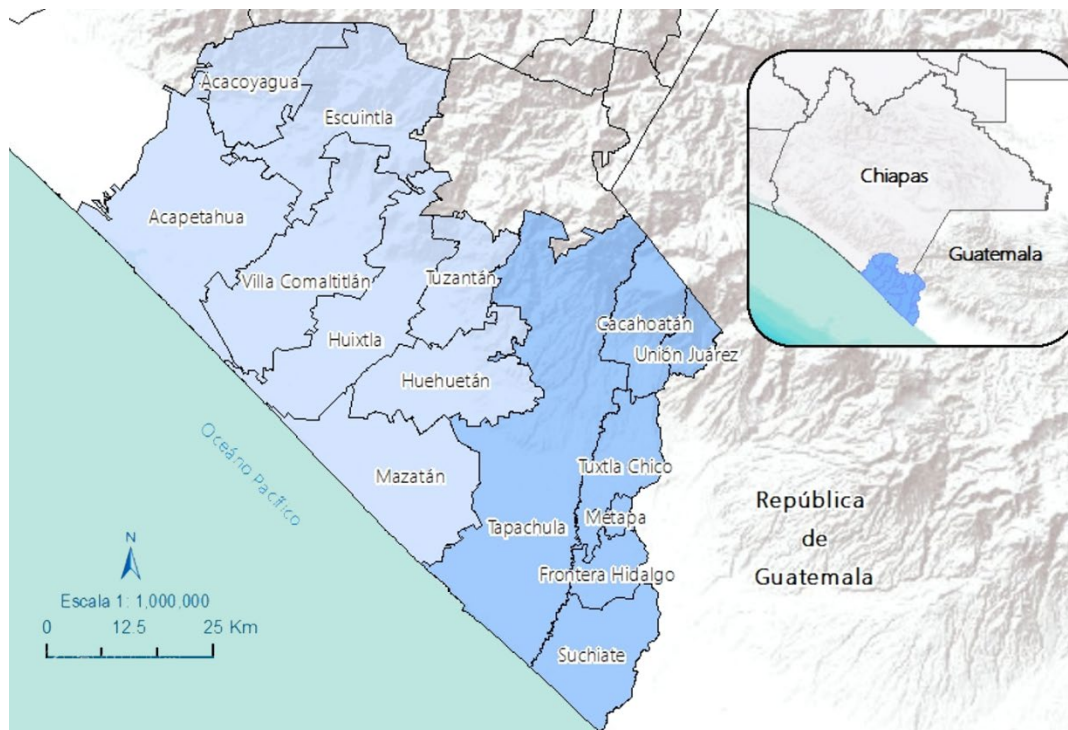 Acacoyagua
Escuintla
Acapetahua
Villa Comaltitlán
Tuzantán
Huixtla
Huehuetán
Cacahoatán
Unión Juárez
Mazatán
Tuxtla Chico
Tapachula
Metapa
Frontera Hidalgo
Suchiate
Oceáno Pacífico
República
de
Guatemala
Chiapas
Guatemala
N
Escala 1: 1,000,000
0 12.5 25 Km